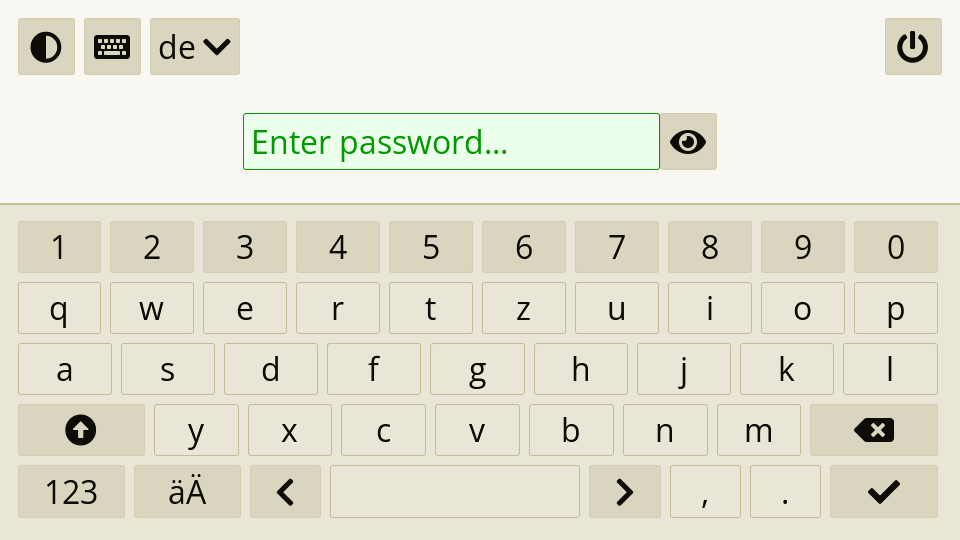 de
Enter password...
1 2 3 4 5 6 7 8 9 0
q w e r t z u i o p
a s d f g h j k l
y x c v b n m
123 äÄ , .